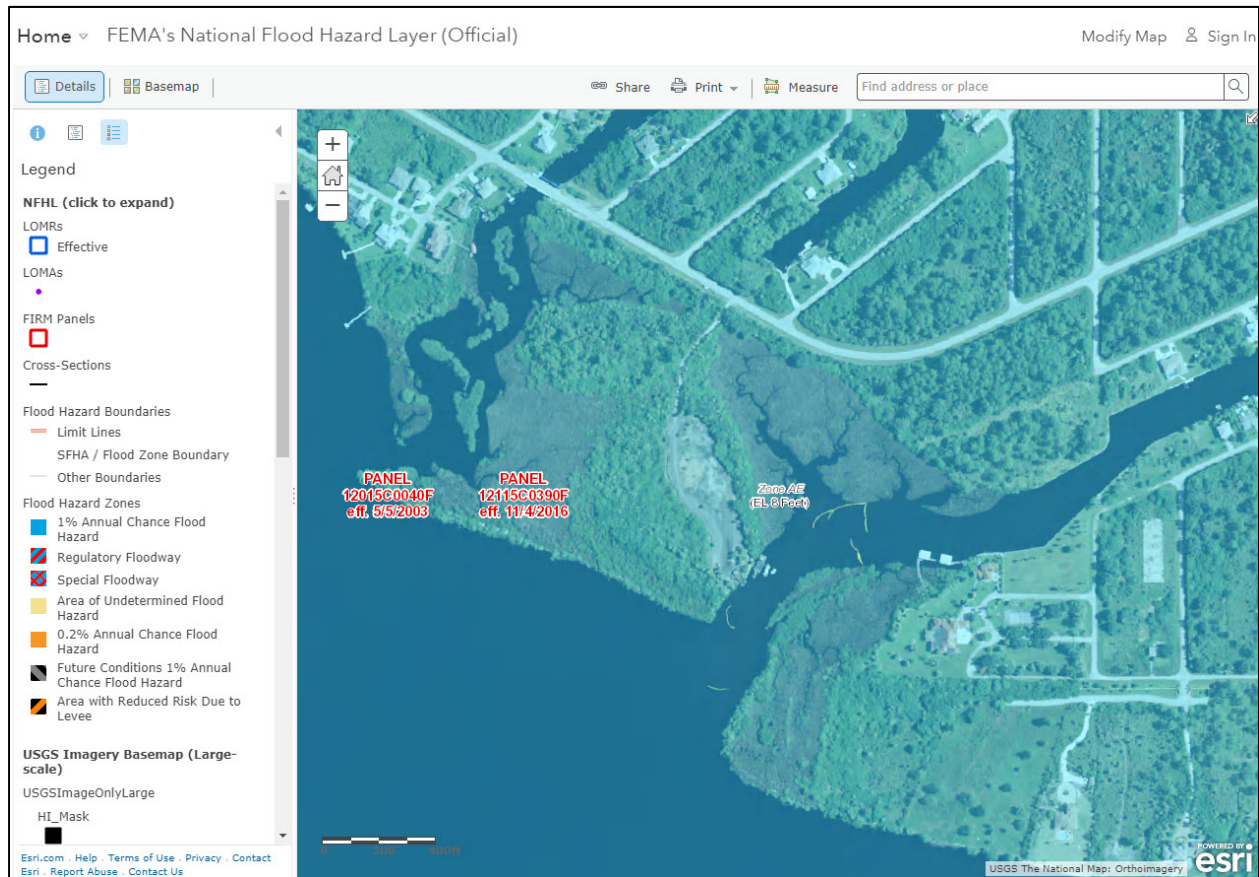 Home FEMA's National Flood Hazard Layer (Official) Modify Map Sign In
Details Basemap Share Print Measure Find address or place
Legend
NFHL (click to expand)
LOMRs
Effective
LOMAs
FIRM Panels
Cross-Sections
Flood Hazard Boundaries
Limit Lines
SFHA / Flood Zone Boundary
Other Boundaries
Flood Hazard Zones
1% Annual Chance Flood
Hazard
Regulatory Floodway
Special Floodway
Area of Undetermined Flood
Hazard
0.2% Annual Chance Flood
Hazard
Future Conditions 1% Annual
Chance Flood Hazard
Area with Reduced Risk Due to
Levee
USGS Imagery Basemap (Large-
scale)
USGSImageOnlyLarge
HI_Mask
Esri.com . Help . Terms of Use . Privacy . Contact
Esri . Report Abuse . Contact Us
+
−
PANEL
12015C0040F
eff. 5/5/2003
PANEL
12115C0390F
eff. 11/4/2016
Zone AE
(EL 8 Feet)
0 200 400ft
USGS The National Map: Orthoimagery
POWERED BY
esri